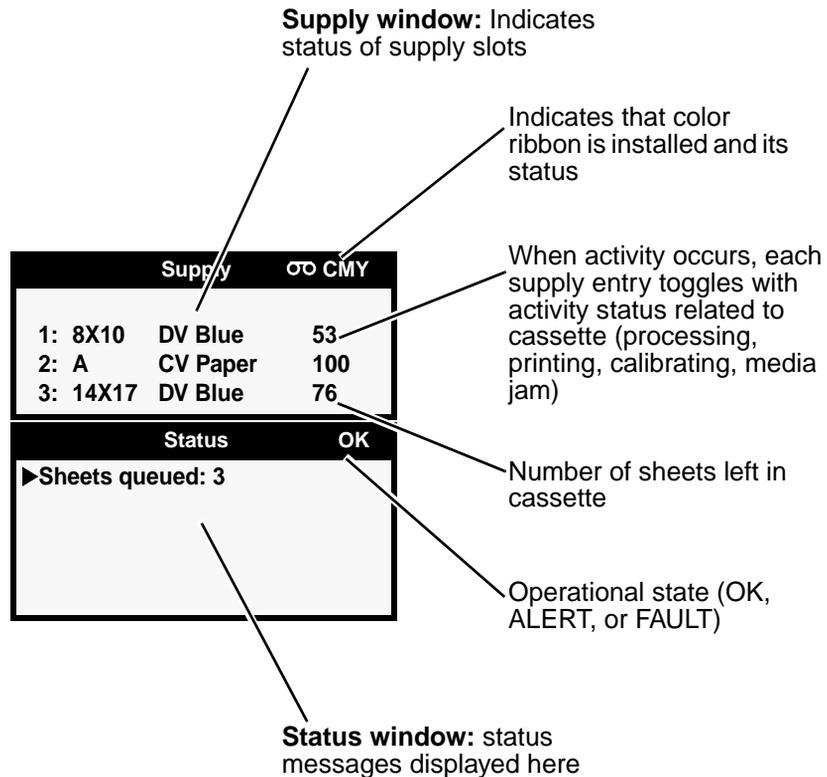 Supply window: Indicates
status of supply slots
Indicates that color
ribbon is installed and its
status
Supply CMY
When activity occurs, each
supply entry toggles with
activity status related to
cassette (processing,
printing, calibrating, media
jam)
1: 8X10 DV Blue 53
2: A CV Paper 100
3: 14X17 DV Blue 76
Status OK
▶Sheets queued: 3
Number of sheets left in
cassette
Operational state (OK,
ALERT, or FAULT)
Status window: status
messages displayed here